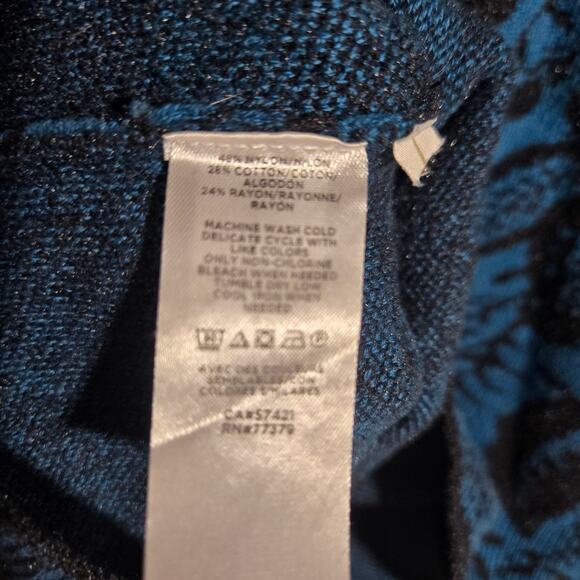 48% NYLON/NILON
28% COTTON/COTON/
ALGODON
24% RAYON/RAYONNE/
RAYON
MACHINE WASH COLD
DELICATE CYCLE WITH
LIKE COLORS
ONLY NON-CHLORINE
BLEACH WHEN NEEDED
TUMBLE DRY LOW
COOL IRON WHEN NEEDED
AVEC DES COULEURS
SEMBLABLES/CON
COLORES SIMILARES
CA#57421
RN#77379